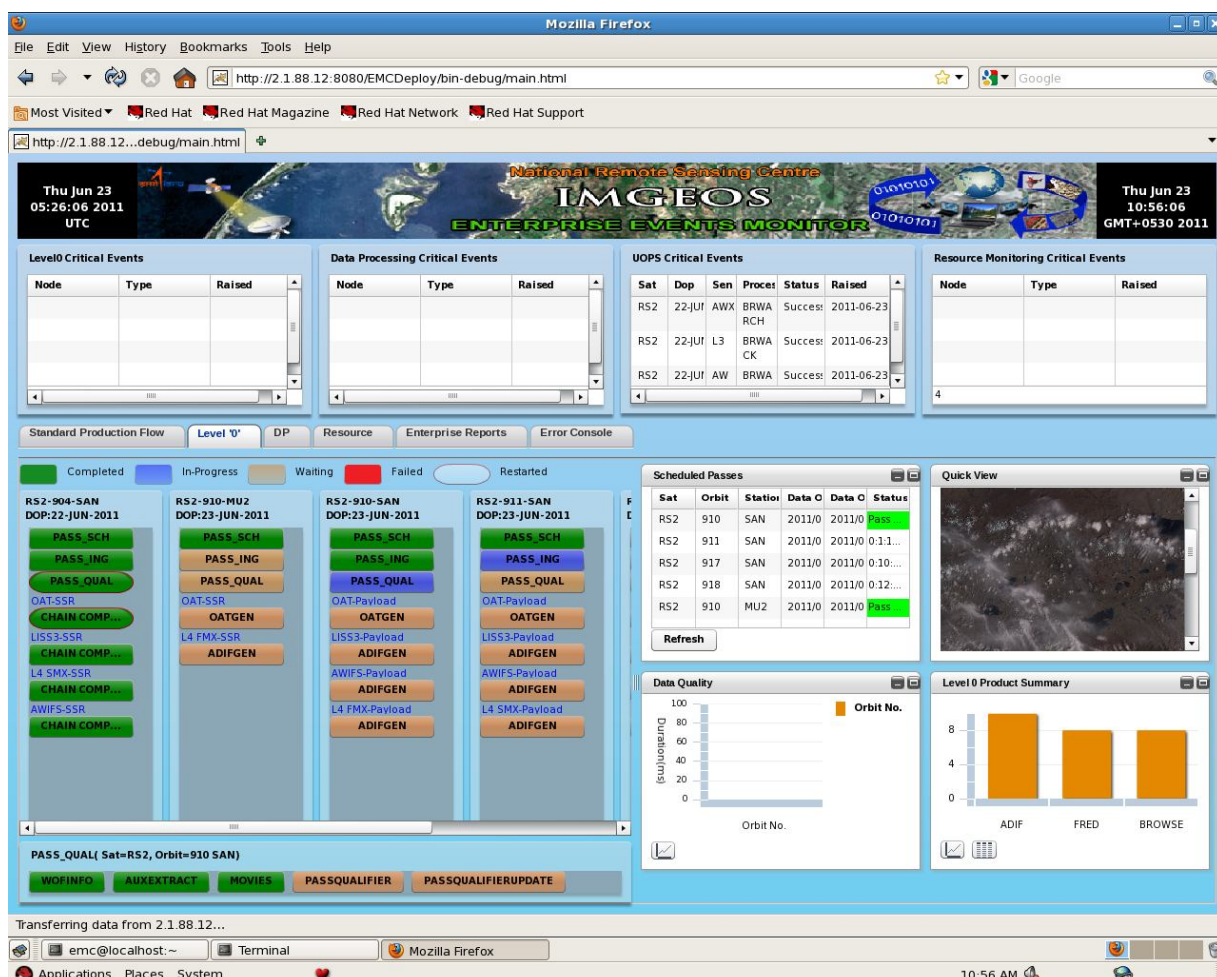 Mozilla Firefox
File Edit View History Bookmarks Tools Help
http://2.1.88.12:8080/EMCDeploy/bin-debug/main.html
Google
Most Visited Red Hat Red Hat Magazine Red Hat Network Red Hat Support
http://2.1.88.12...debug/main.html
Thu Jun 23
05:26:06 2011
UTC
National Remote Sensing Centre
IMGEOS
ENTERPRISE EVENTS MONITOR
01010101
01010101
Thu Jun 23
10:56:06
GMT+0530 2011
Level0 Critical Events
Node Type Raised
Data Processing Critical Events
Node Type Raised
UOPS Critical Events
Sat Dop Sen Proces Status Raised
RS2 22-JUN AWX BRWA Success 2011-06-23
RCH
RS2 22-JUN L3 BRWA Success 2011-06-23
CK
RS2 22-JUN AW BRWA Success 2011-06-23
Resource Monitoring Critical Events
Node Type Raised
4
Standard Production Flow Level '0' DP Resource Enterprise Reports Error Console
Completed In-Progress Waiting Failed Restarted
RS2-904-SAN
DOP:22-JUN-2011
PASS_SCH
PASS_ING
PASS_QUAL
OAT-SSR
CHAIN COMP...
LISS3-SSR
CHAIN COMP...
L4 SMX-SSR
CHAIN COMP...
AWIFS-SSR
CHAIN COMP...
RS2-910-MU2
DOP:23-JUN-2011
PASS_SCH
PASS_ING
PASS_QUAL
OAT-SSR
OATGEN
L4 FMX-SSR
ADIFGEN
RS2-910-SAN
DOP:23-JUN-2011
PASS_SCH
PASS_ING
PASS_QUAL
OAT-Payload
OATGEN
LISS3-Payload
ADIFGEN
AWIFS-Payload
ADIFGEN
L4 FMX-Payload
ADIFGEN
RS2-911-SAN
DOP:23-JUN-2011
PASS_SCH
PASS_ING
PASS_QUAL
OAT-Payload
OATGEN
LISS3-Payload
ADIFGEN
AWIFS-Payload
ADIFGEN
L4 SMX-Payload
ADIFGEN
PASS_QUAL( Sat=RS2, Orbit=910 SAN)
WOFINFO AUXEXTRACT MOVIES PASSQUALIFIER PASSQUALIFIERUPDATE
Scheduled Passes
Sat Orbit Station Data O Data O Status
RS2 910 SAN 2011/0 2011/0 Pass ...
RS2 911 SAN 2011/0 2011/0 0:1:1...
RS2 917 SAN 2011/0 2011/0 0:10:...
RS2 918 SAN 2011/0 2011/0 0:12:...
RS2 910 MU2 2011/0 2011/0 Pass ...
Refresh
Quick View
Data Quality
Duration(ms)
100
80
60
40
20
0
Orbit No.
Orbit No.
Level 0 Product Summary
8
4
0
ADIF FRED BROWSE
Transferring data from 2.1.88.12...
emc@localhost:~ Terminal Mozilla Firefox
Applications Places System 10:56 AM